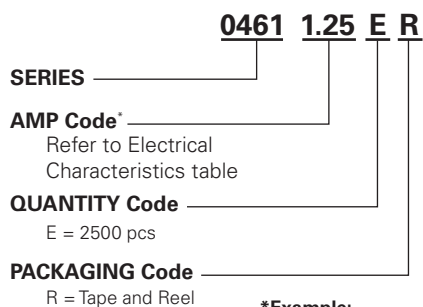 0461 1.25 E R
SERIES
AMP Code*
Refer to Electrical
Characteristics table
QUANTITY Code
E = 2500 pcs
PACKAGING Code
R = Tape and Reel
*Example: